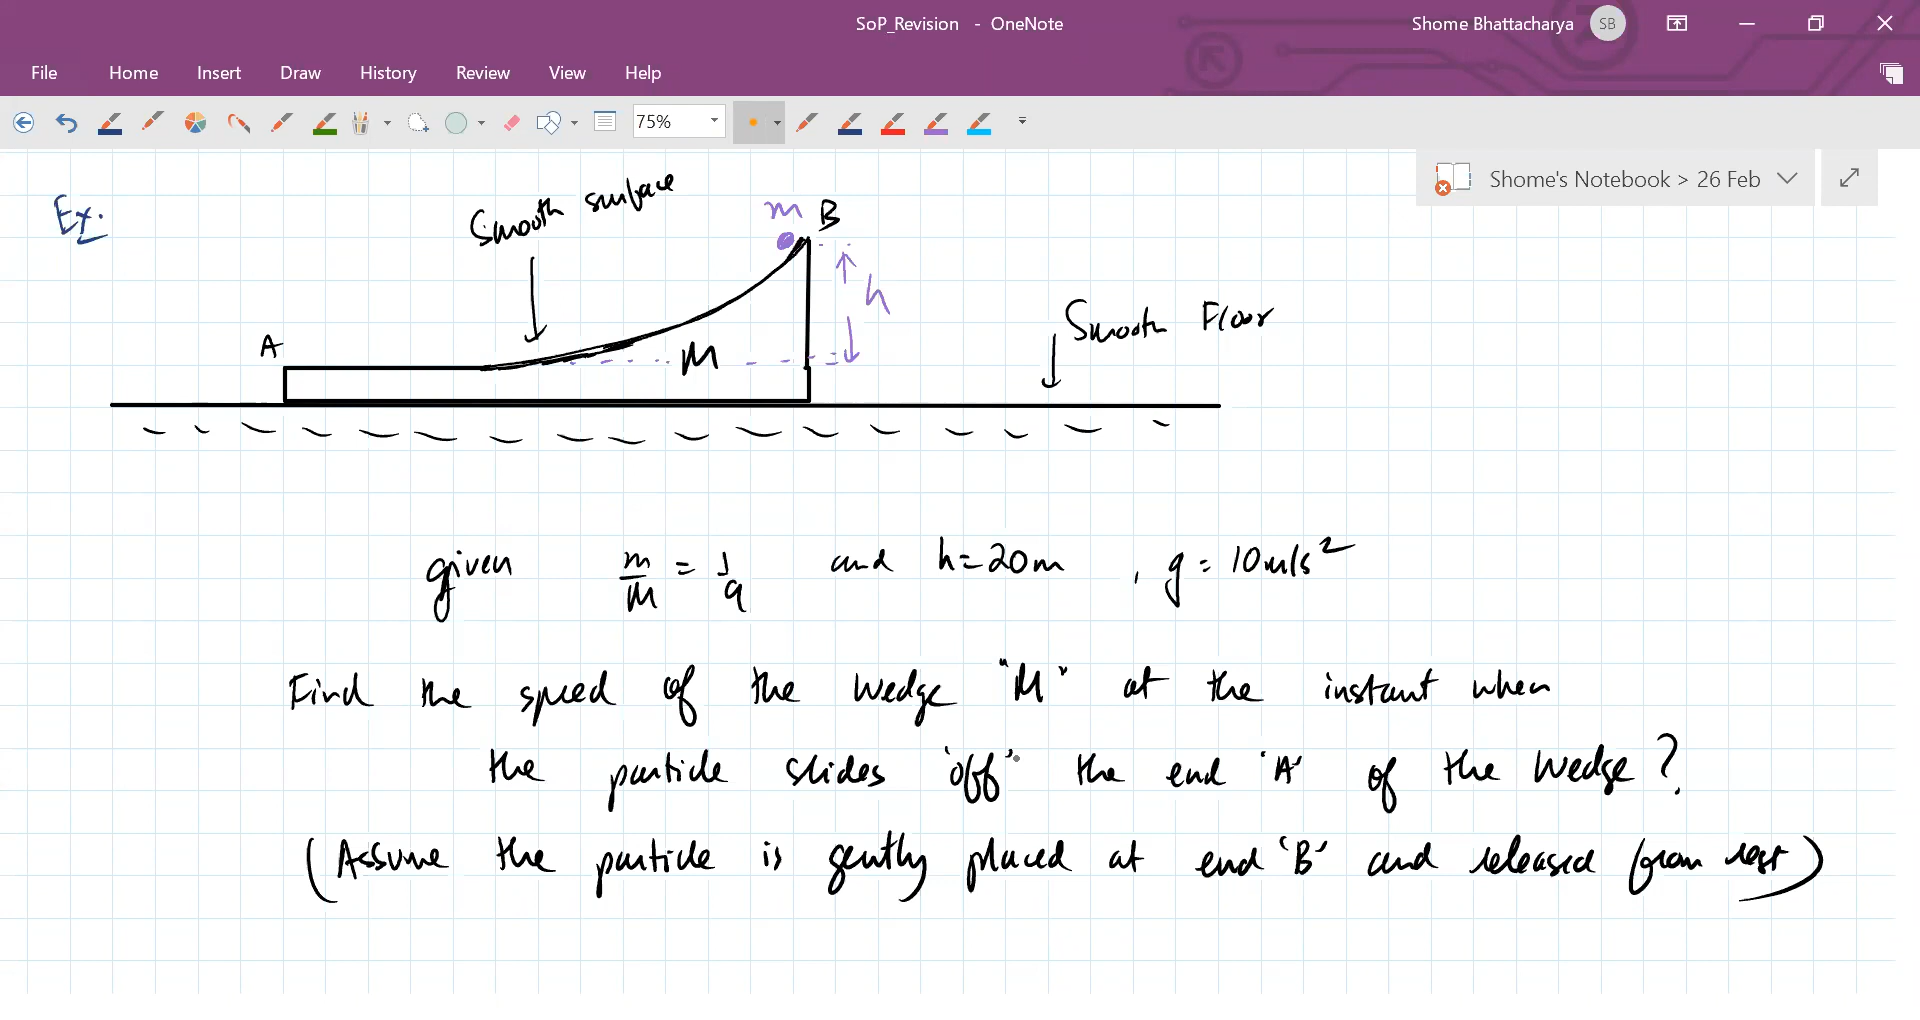 SoP_Revision - OneNote
Shome Bhattacharya SB
File Home Insert Draw History Review View Help
75%
Shome's Notebook > 26 Feb
Ex.
Smooth surface
m B
h
A
M
Smooth Floor
given m/M = 1/9 and h=20m , g = 10m/s²
Find the speed of the wedge "M" at the instant when
the particle slides 'off' the end 'A' of the wedge?
(Assume the particle is gently placed at end 'B' and released from rest)